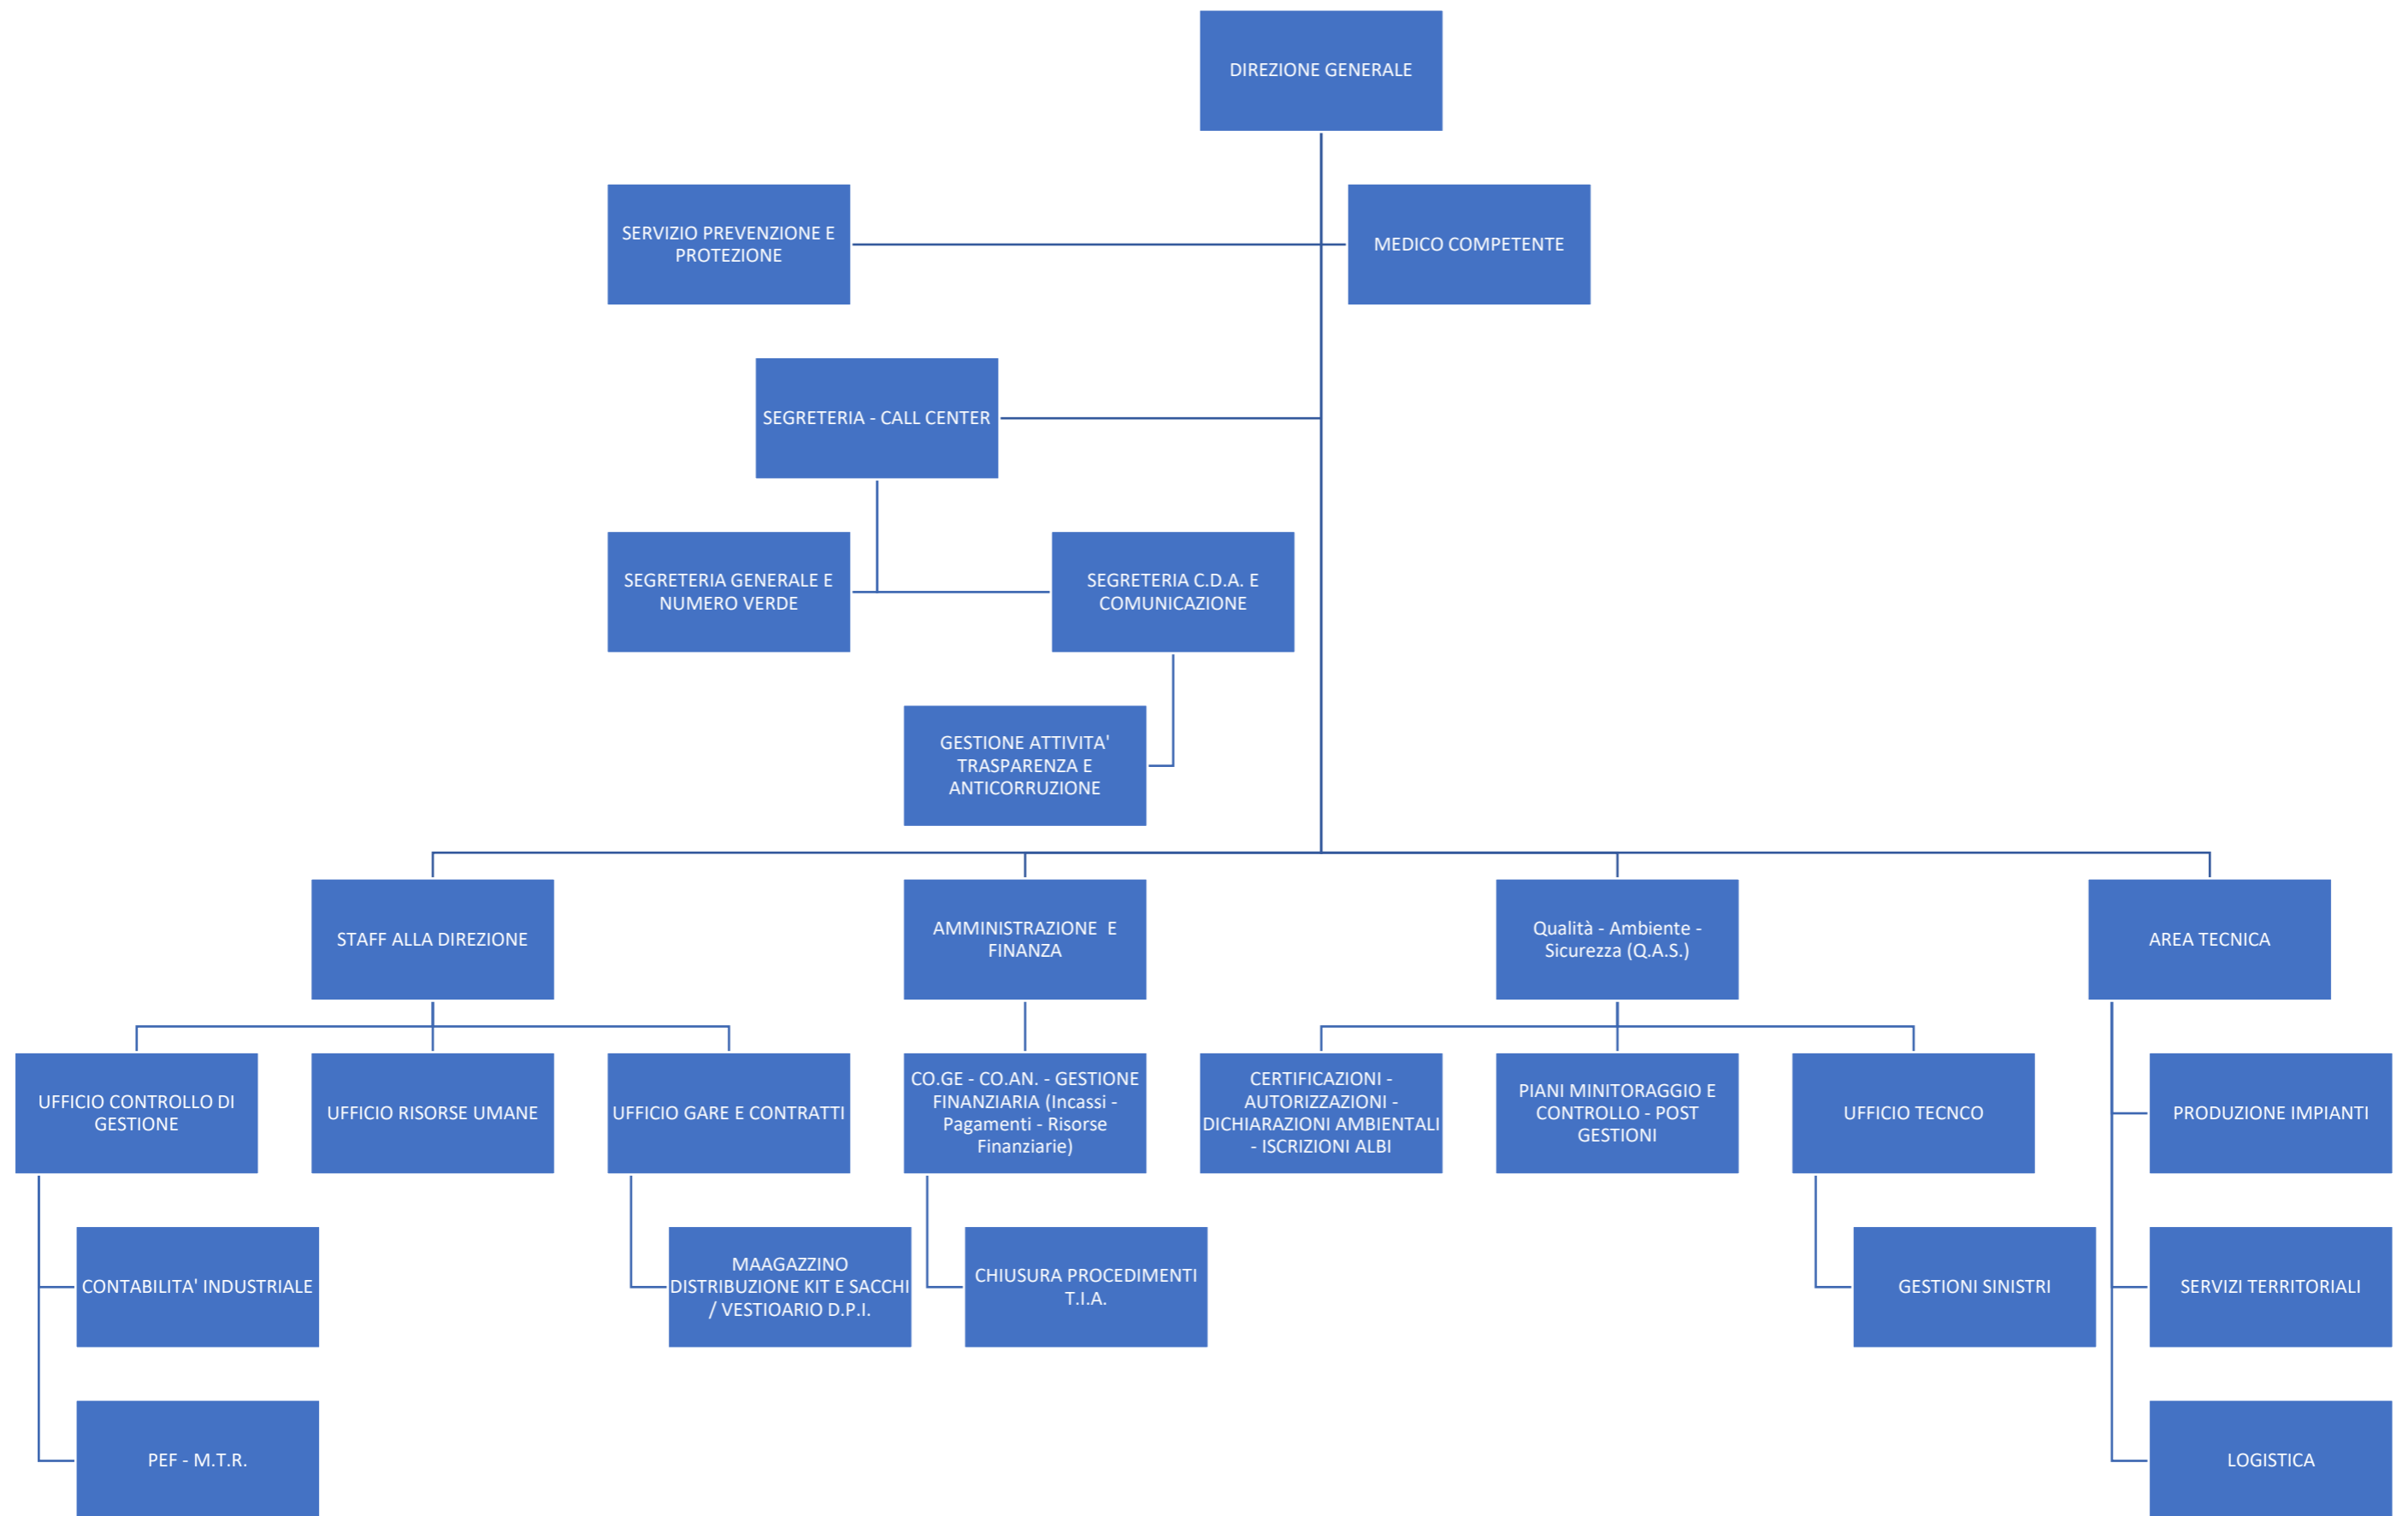 DIREZIONE GENERALE
SERVIZIO PREVENZIONE E
PROTEZIONE
MEDICO COMPETENTE
SEGRETERIA - CALL CENTER
SEGRETERIA GENERALE E
NUMERO VERDE
SEGRETERIA C.D.A. E
COMUNICAZIONE
GESTIONE ATTIVITA'
TRASPARENZA E
ANTICORRUZIONE
STAFF ALLA DIREZIONE
AMMINISTRAZIONE  E
FINANZA
Qualità - Ambiente -
Sicurezza (Q.A.S.)
AREA TECNICA
UFFICIO CONTROLLO DI
GESTIONE
UFFICIO RISORSE UMANE
UFFICIO GARE E CONTRATTI
CO.GE - CO.AN. - GESTIONE
FINANZIARIA (Incassi -
Pagamenti - Risorse
Finanziarie)
CERTIFICAZIONI -
AUTORIZZAZIONI -
DICHIARAZIONI AMBIENTALI
- ISCRIZIONI ALBI
PIANI MINITORAGGIO E
CONTROLLO - POST
GESTIONI
UFFICIO TECNCO
PRODUZIONE IMPIANTI
CONTABILITA' INDUSTRIALE
MAAGAZZINO
DISTRIBUZIONE KIT E SACCHI
/ VESTIOARIO D.P.I.
CHIUSURA PROCEDIMENTI
T.I.A.
GESTIONI SINISTRI
SERVIZI TERRITORIALI
PEF - M.T.R.
LOGISTICA